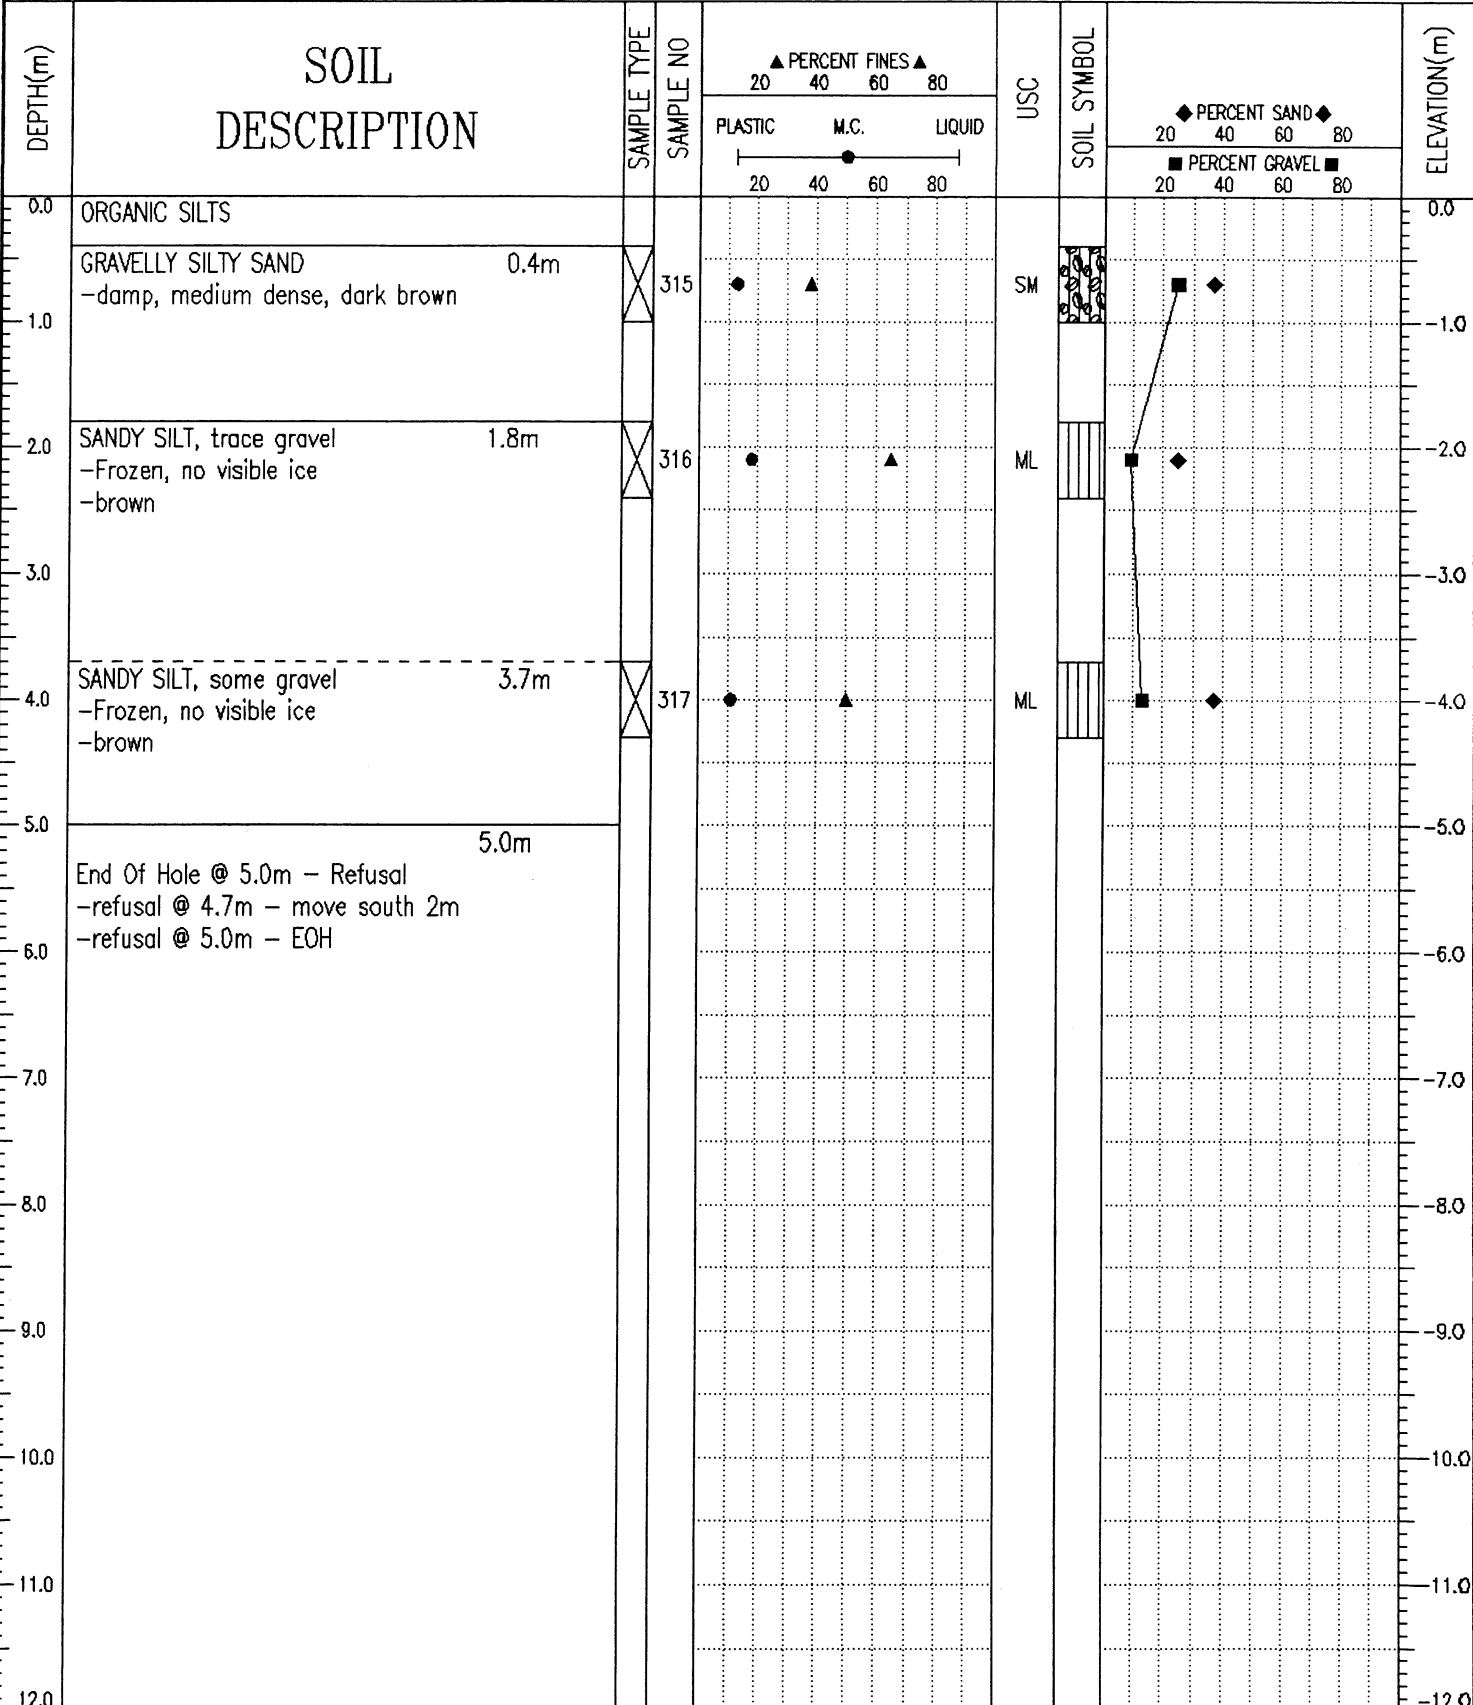 DEPTH(m)
SOIL
DESCRIPTION
SAMPLE TYPE
SAMPLE NO
▲ PERCENT FINES ▲
20 40 60 80
PLASTIC M.C. LIQUID
20 40 60 80
USC
SOIL SYMBOL
◆ PERCENT SAND ◆
20 40 60 80
■ PERCENT GRAVEL ■
20 40 60 80
ELEVATION(m)
0.0
ORGANIC SILTS
0.0
GRAVELLY SILTY SAND 0.4m
-damp, medium dense, dark brown
315
SM
1.0
-1.0
SANDY SILT, trace gravel 1.8m
2.0
-Frozen, no visible ice
-brown
316
ML
-2.0
3.0
-3.0
SANDY SILT, some gravel 3.7m
4.0
-Frozen, no visible ice
-brown
317
ML
-4.0
5.0
-5.0
5.0m
End Of Hole @ 5.0m - Refusal
-refusal @ 4.7m - move south 2m
-refusal @ 5.0m - EOH
6.0
-6.0
7.0
-7.0
8.0
-8.0
9.0
-9.0
10.0
-10.0
11.0
-11.0
12.0
-12.0